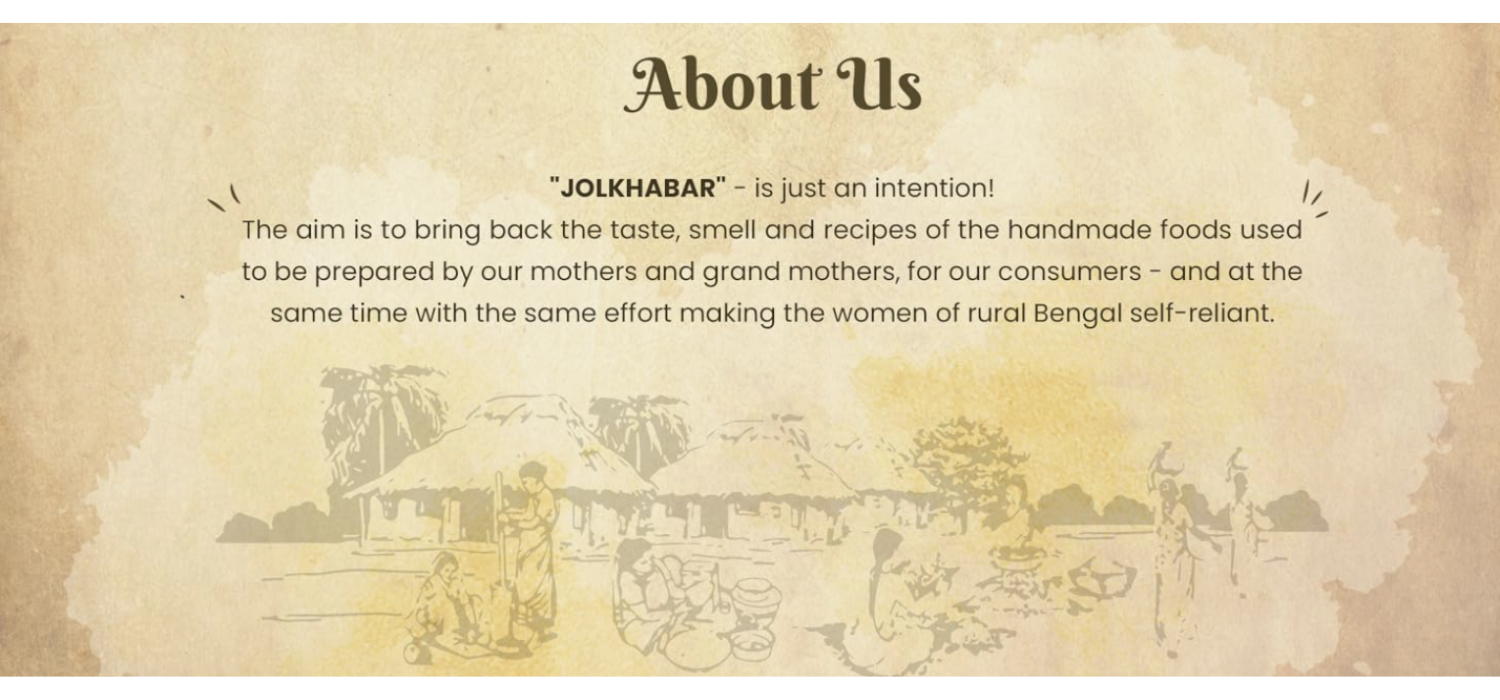 About Us
"JOLKHABAR" - is just an intention!
The aim is to bring back the taste, smell and recipes of the handmade foods used
to be prepared by our mothers and grand mothers, for our consumers - and at the
same time with the same effort making the women of rural Bengal self-reliant.